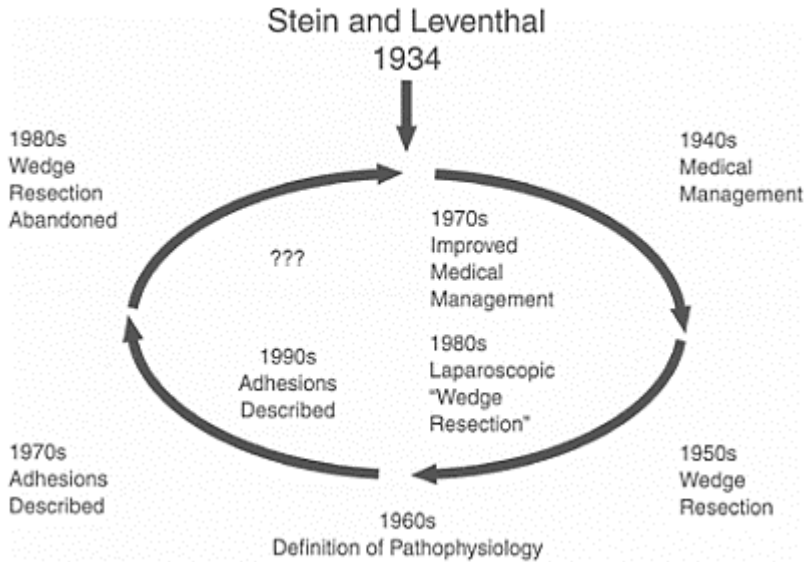 Stein and Leventhal
1934
1980s
Wedge
Resection
Abandoned
1940s
Medical
Management
1970s
Improved
Medical
Management
???
1980s
Laparoscopic
"Wedge
Resection"
1990s
Adhesions
Described
1970s
Adhesions
Described
1950s
Wedge
Resection
1960s
Definition of Pathophysiology